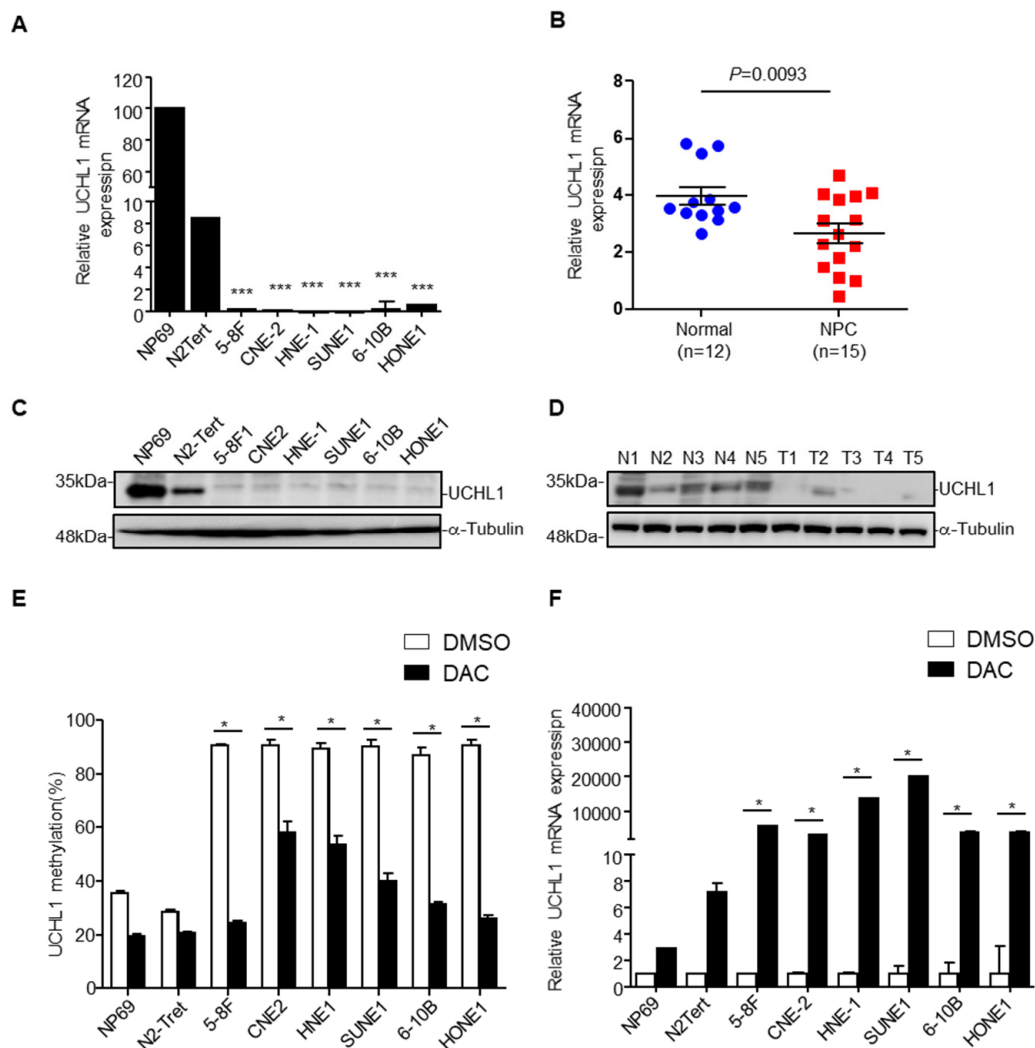 A
Relative UCHL1 mRNA
expressipn
120
100
80
60
40
10
8
6
4
2
0
***
***
***
***
***
***
NP69
N2Tert
5-8F
CNE-2
HNE-1
SUNE1
6-10B
HONE1
B
P=0.0093
Relative UCHL1 mRNA
expression
8
6
4
2
0
Normal
(n=12)
NPC
(n=15)
C
NP69
N2-Tert
5-8F1
CNE2
HNE-1
SUNE1
6-10B
HONE1
35kDa-
-UCHL1
48kDa-
-α-Tubulin
D
N1 N2 N3 N4 N5 T1 T2 T3 T4 T5
35kDa-
-UCHL1
48kDa-
-α-Tubulin
E
DMSO
DAC
UCHL1 methylation(%)
100
80
60
40
20
0
*
*
*
*
*
*
NP69
N2-Tret
5-8F
CNE2
HNE1
SUNE1
6-10B
HONE1
F
DMSO
DAC
Relative UCHL1 mRNA expressipn
40000
30000
20000
10000
8
6
4
2
1
0
*
*
*
*
*
*
NP69
N2Tert
5-8F
CNE-2
HNE-1
SUNE1
6-10B
HONE1